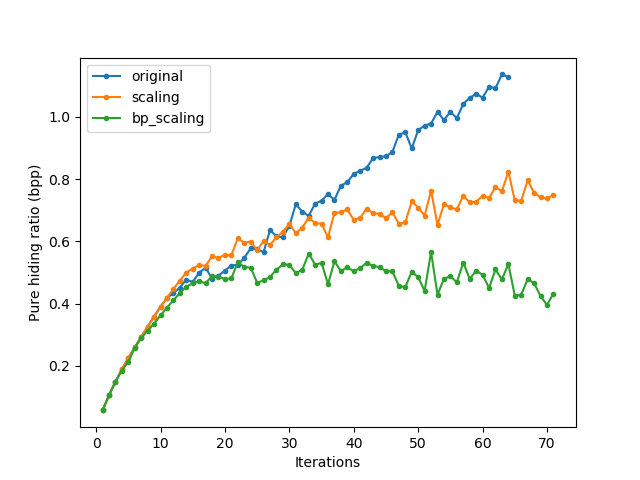 original
scaling
bp_scaling
1.0
0.8
0.6
0.4
0.2
Pure hiding ratio (bpp)
0 10 20 30 40 50 60 70
Iterations